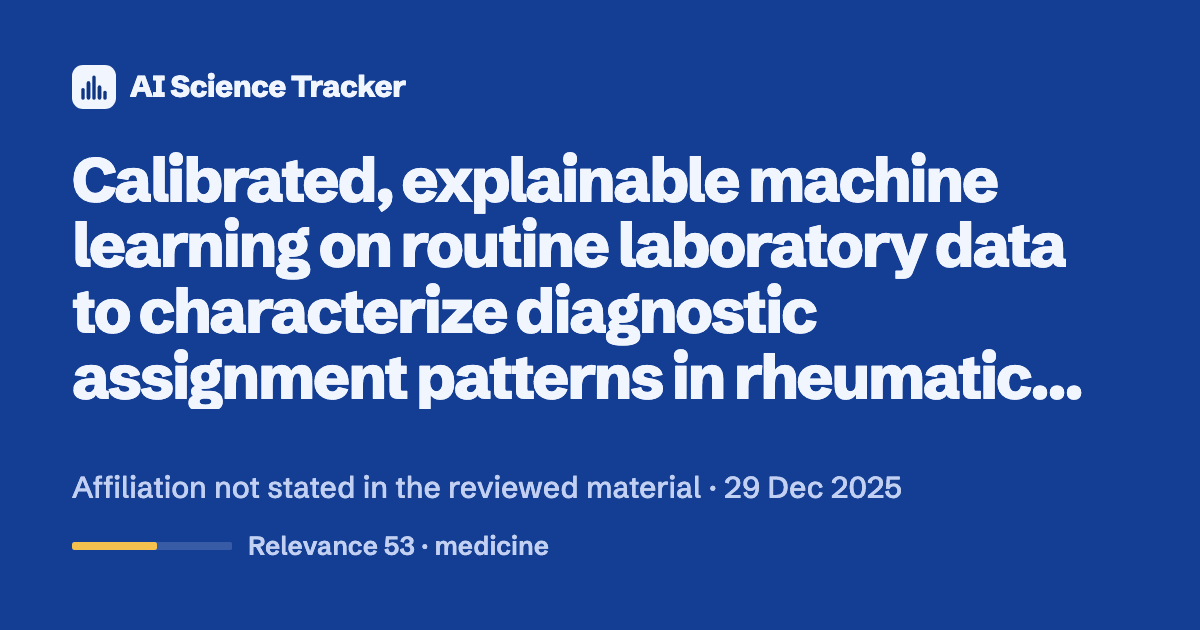 AI Science Tracker
Calibrated, explainable machine
learning on routine laboratory data
to characterize diagnostic
assignment patterns in rheumatic...
Affiliation not stated in the reviewed material · 29 Dec 2025
Relevance 53 · medicine